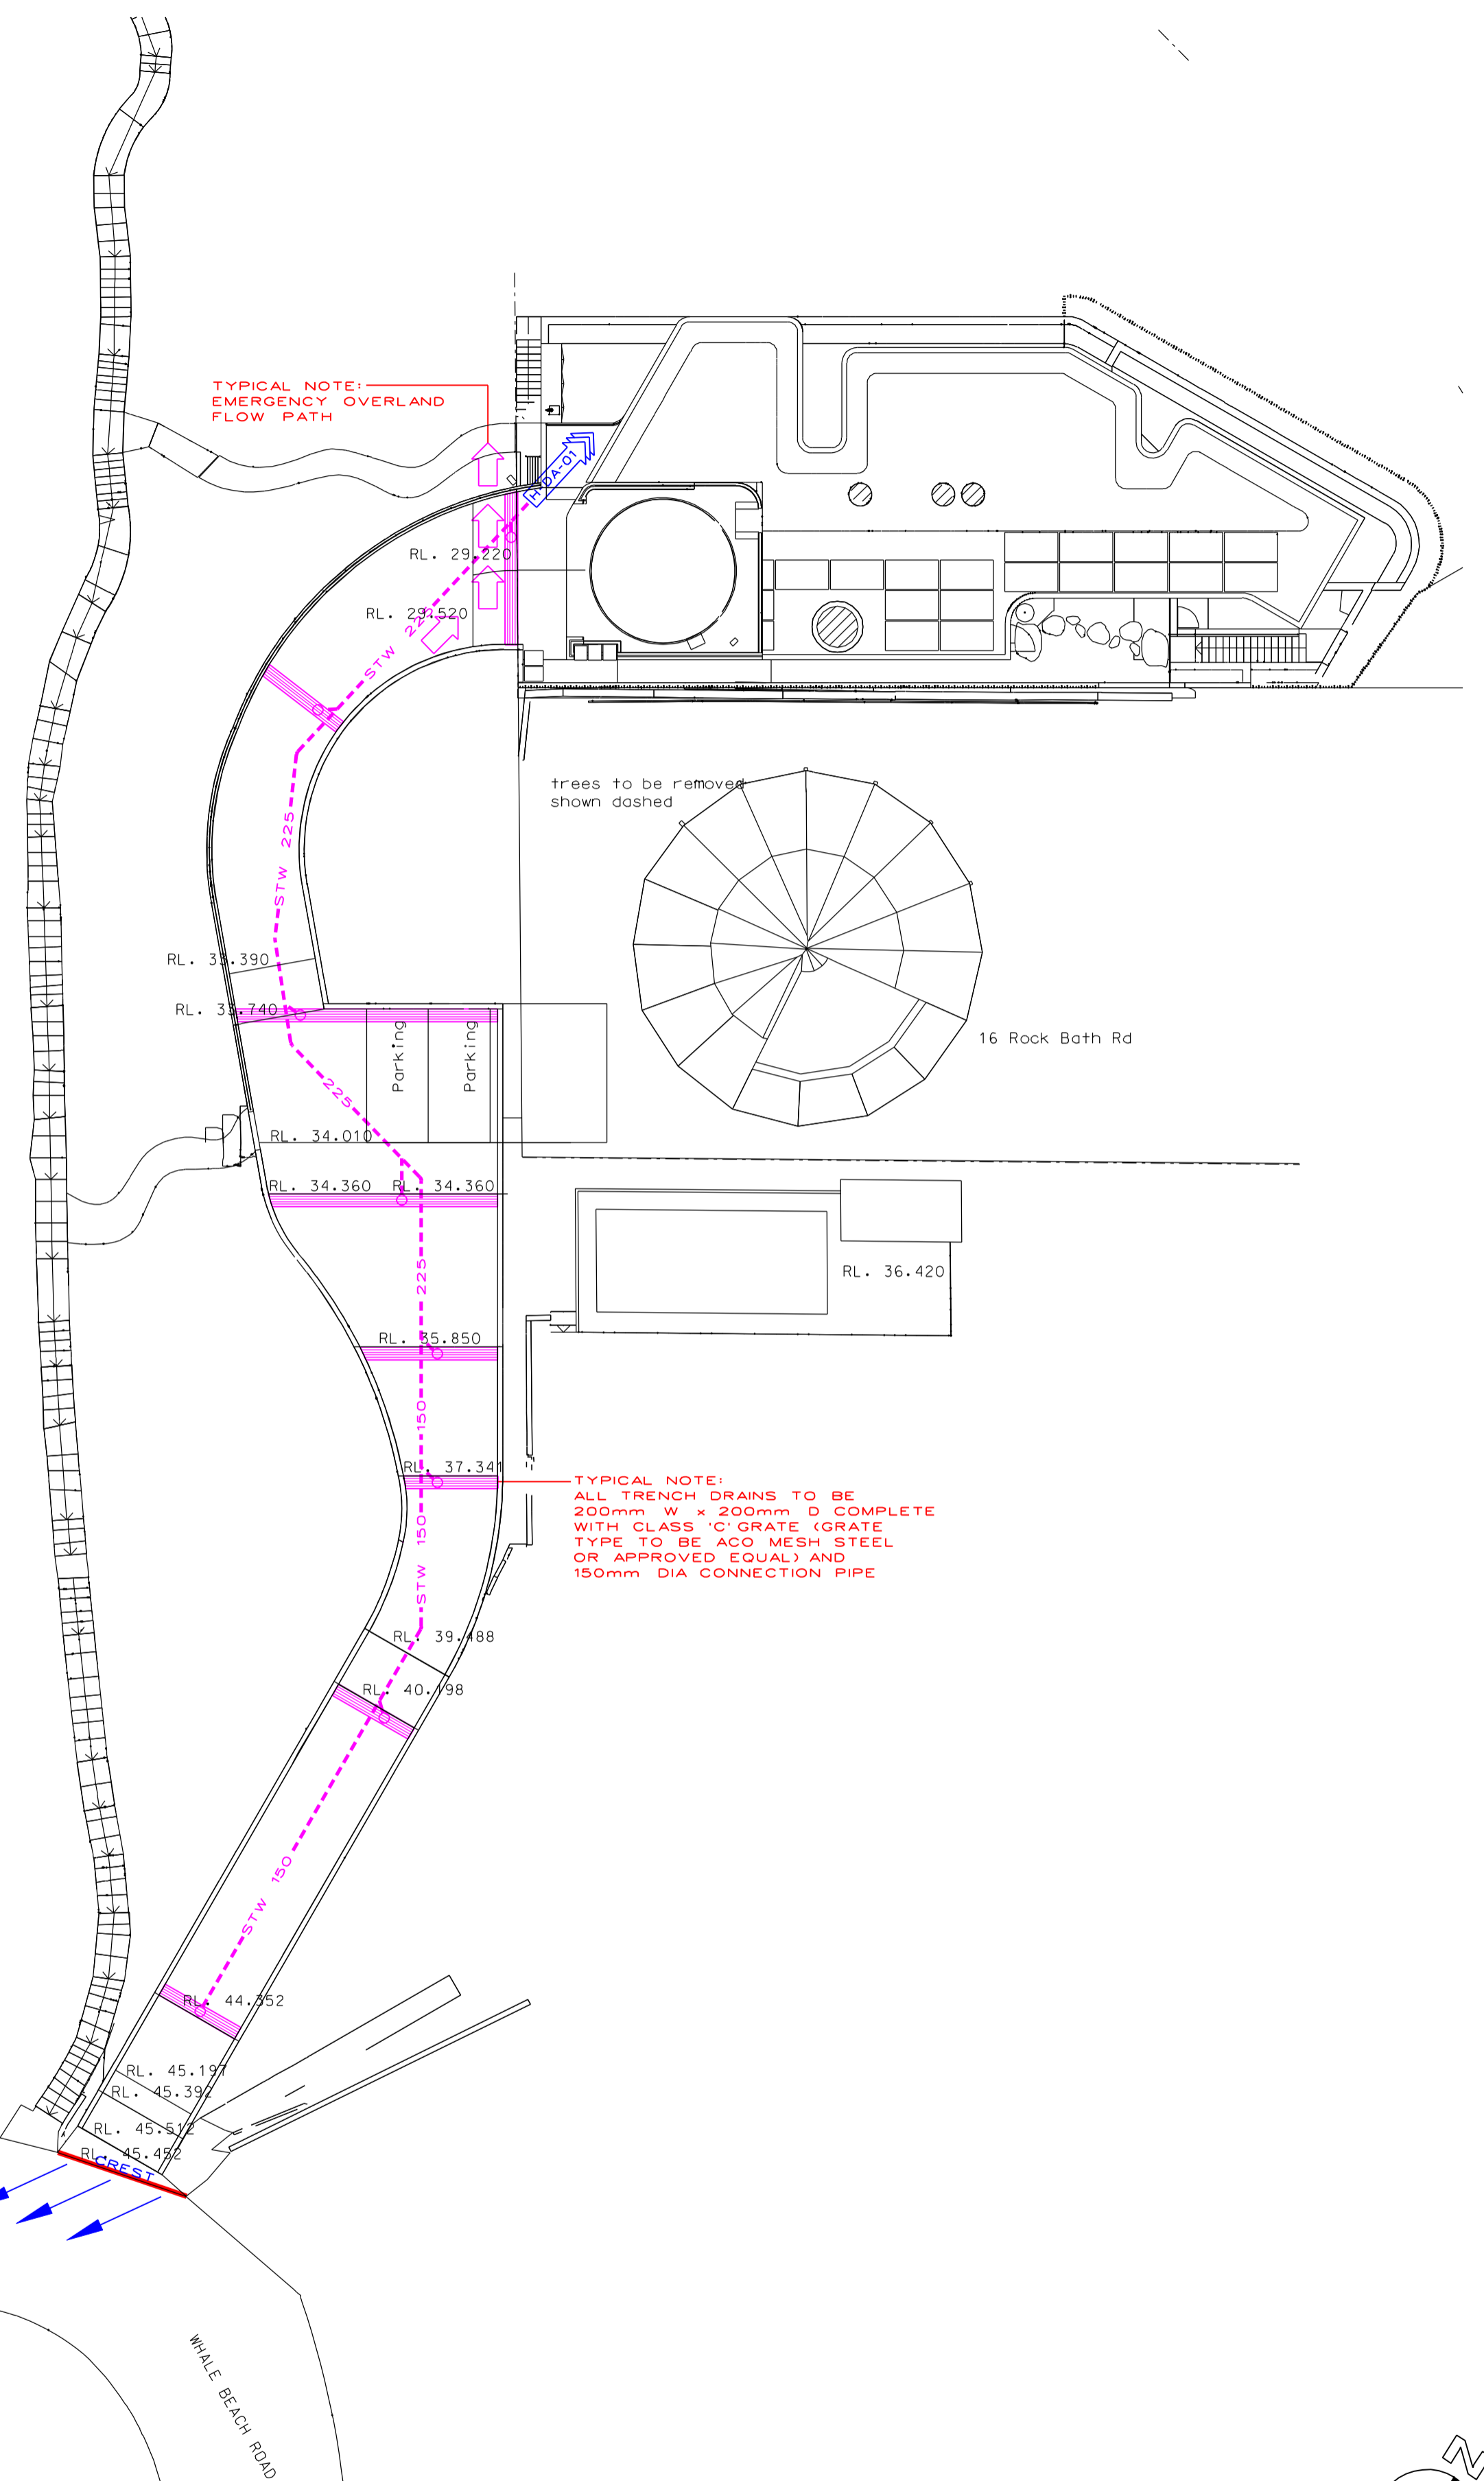 TYPICAL NOTE:
EMERGENCY OVERLAND
FLOW PATH
H-DA-01
RL. 29.220
RL. 29.520
STW 225
trees to be removed
shown dashed
STW 225
RL. 33.390
RL. 33.740
Parking
Parking
16 Rock Bath Rd
225
RL. 34.010
RL. 34.360
RL. 34.360
225
RL. 36.420
RL. 35.850
150
RL. 37.341
TYPICAL NOTE:
ALL TRENCH DRAINS TO BE
200mm W x 200mm D COMPLETE
WITH CLASS 'C' GRATE (GRATE
TYPE TO BE ACO MESH STEEL
OR APPROVED EQUAL) AND
150mm DIA CONNECTION PIPE
STW 150
RL. 39.488
RL. 40.198
STW 150
RL. 44.352
RL. 45.197
RL. 45.392
RL. 45.512
RL. 45.452
CREST
WHALE BEACH ROAD
N